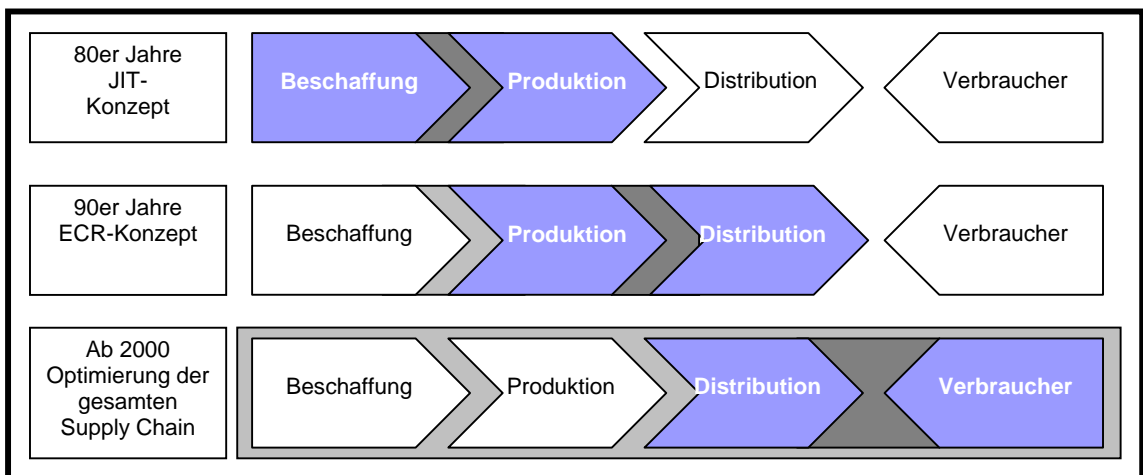 80er Jahre
JIT-
Konzept
Beschaffung
Produktion
Distribution
Verbraucher
90er Jahre
ECR-Konzept
Beschaffung
Produktion
Distribution
Verbraucher
Ab 2000
Optimierung der
gesamten
Supply Chain
Beschaffung
Produktion
Distribution
Verbraucher